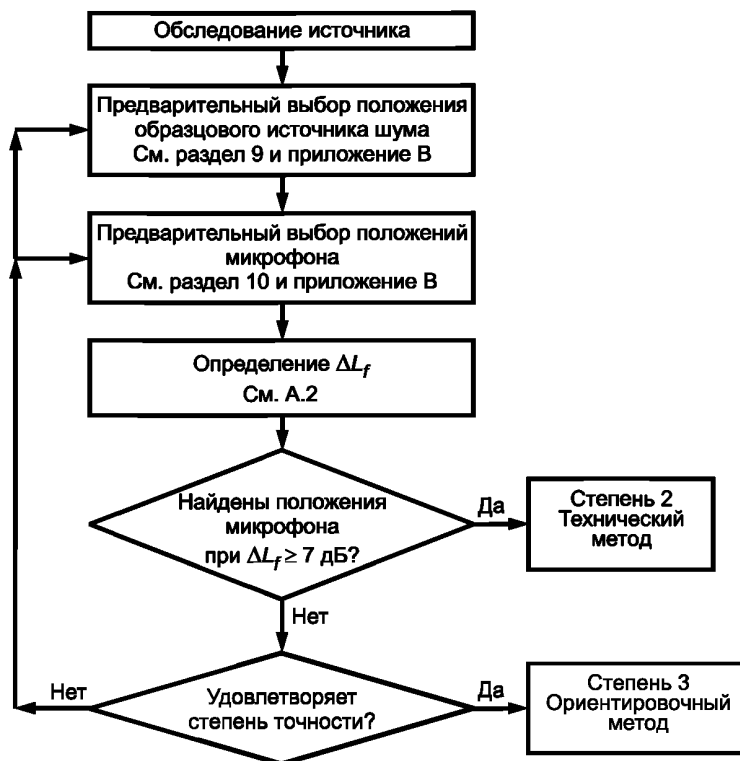 Обследование источника
Предварительный выбор положения
образцового источника шума
См. раздел 9 и приложение В
Предварительный выбор положений
микрофона
См. раздел 10 и приложение В
Определение ΔLf
См. А.2
Найдены положения
микрофона
при ΔLf ≥ 7 дБ?
Да
Степень 2
Технический
метод
Нет
Удовлетворяет
степень точности?
Нет
Да
Степень 3
Ориентировочный
метод